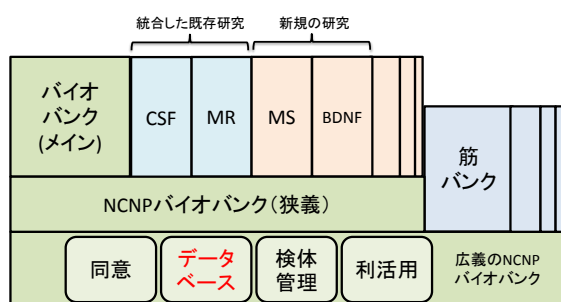 統合した既存研究
新規の研究
バイオ
バンク
(メイン)
CSF
MR
MS
BDNF
筋
バンク
NCNPバイオバンク(狭義)
同意
データ
ベース
検体
管理
利活用
広義のNCNP
バイオバンク